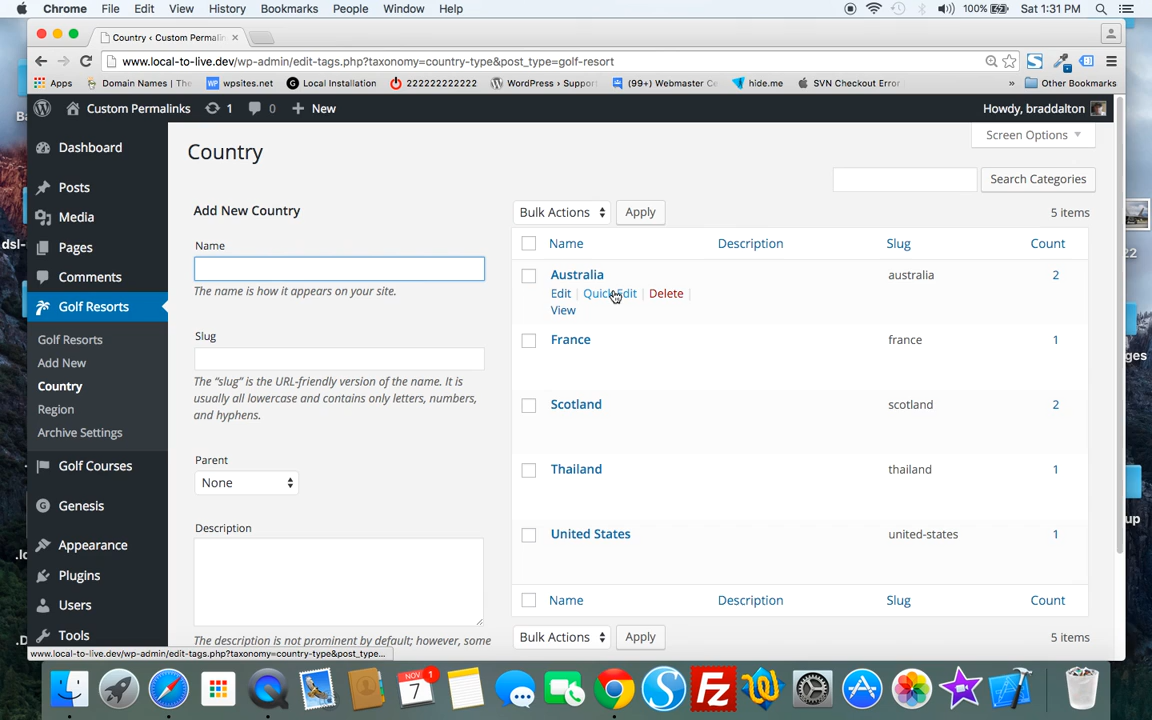 Chrome File Edit View History Bookmarks People Window Help 100% Sat 1:31 PM
Country ‹ Custom Permalin
www.local-to-live.dev/wp-admin/edit-tags.php?taxonomy=country-type&post_type=golf-resort
Apps Domain Names | The wpsites.net Local Installation 222222222222 WordPress › Support (99+) Webmaster Ce hide.me SVN Checkout Error » Other Bookmarks
Custom Permalinks 1 0 + New Howdy, braddalton
Screen Options
Dashboard
Posts
Media
Pages
Comments
Golf Resorts
Golf Resorts
Add New
Country
Region
Archive Settings
Golf Courses
Genesis
Appearance
Plugins
Users
Tools
Country
Search Categories
Add New Country
Name
The name is how it appears on your site.
Slug
The “slug” is the URL-friendly version of the name. It is
usually all lowercase and contains only letters, numbers,
and hyphens.
Parent
None
Description
The description is not prominent by default; however, some
Bulk Actions Apply 5 items
Name Description Slug Count
Australia australia 2
Edit | Quick Edit | Delete |
View
France france 1
Scotland scotland 2
Thailand thailand 1
United States united-states 1
Name Description Slug Count
Bulk Actions Apply 5 items
www.local-to-live.dev/wp-admin/edit-tags.php?taxonomy=country-type&post_type...
NOV 1
7